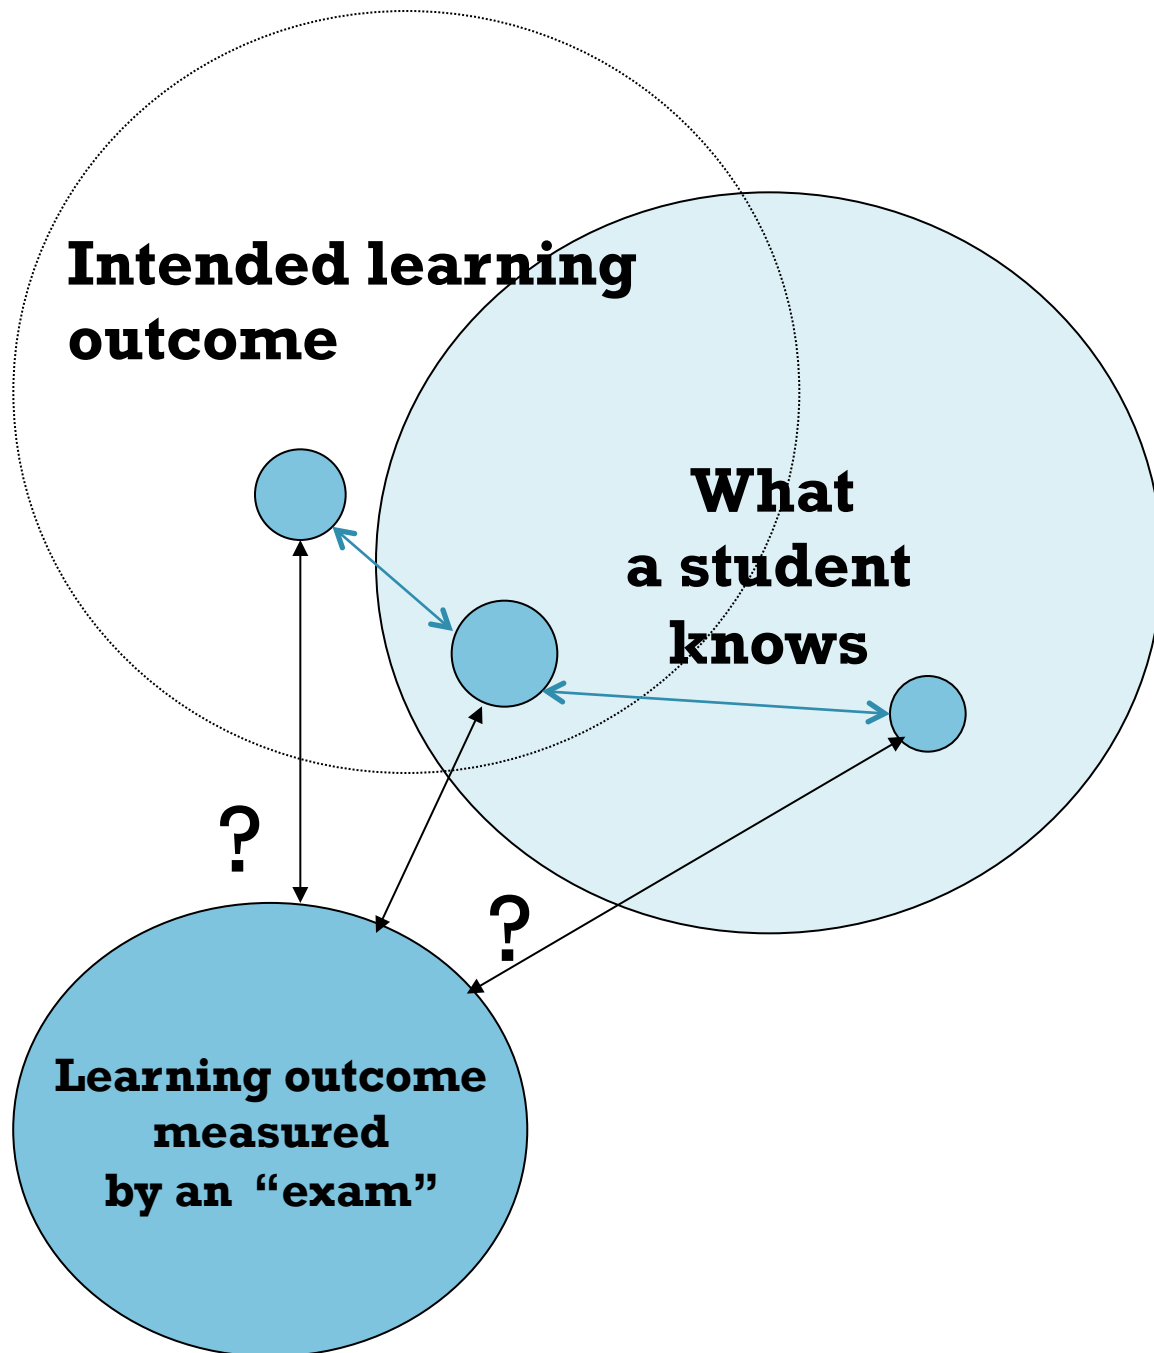 Intended learning
outcome
What
a student
knows
?
?
Learning outcome
measured
by an “exam”